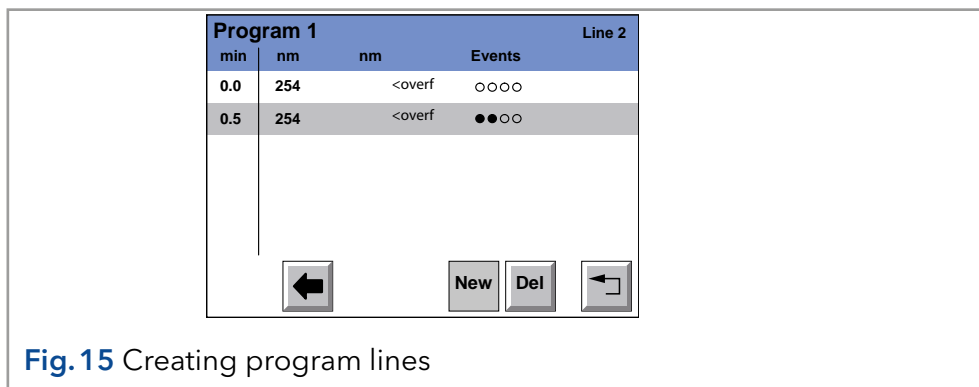 Program 1 Line 2
min nm nm Events
0.0 254 <overf ○○○○
0.5 254 <overf ●●○○
New Del
Fig. 15 Creating program lines